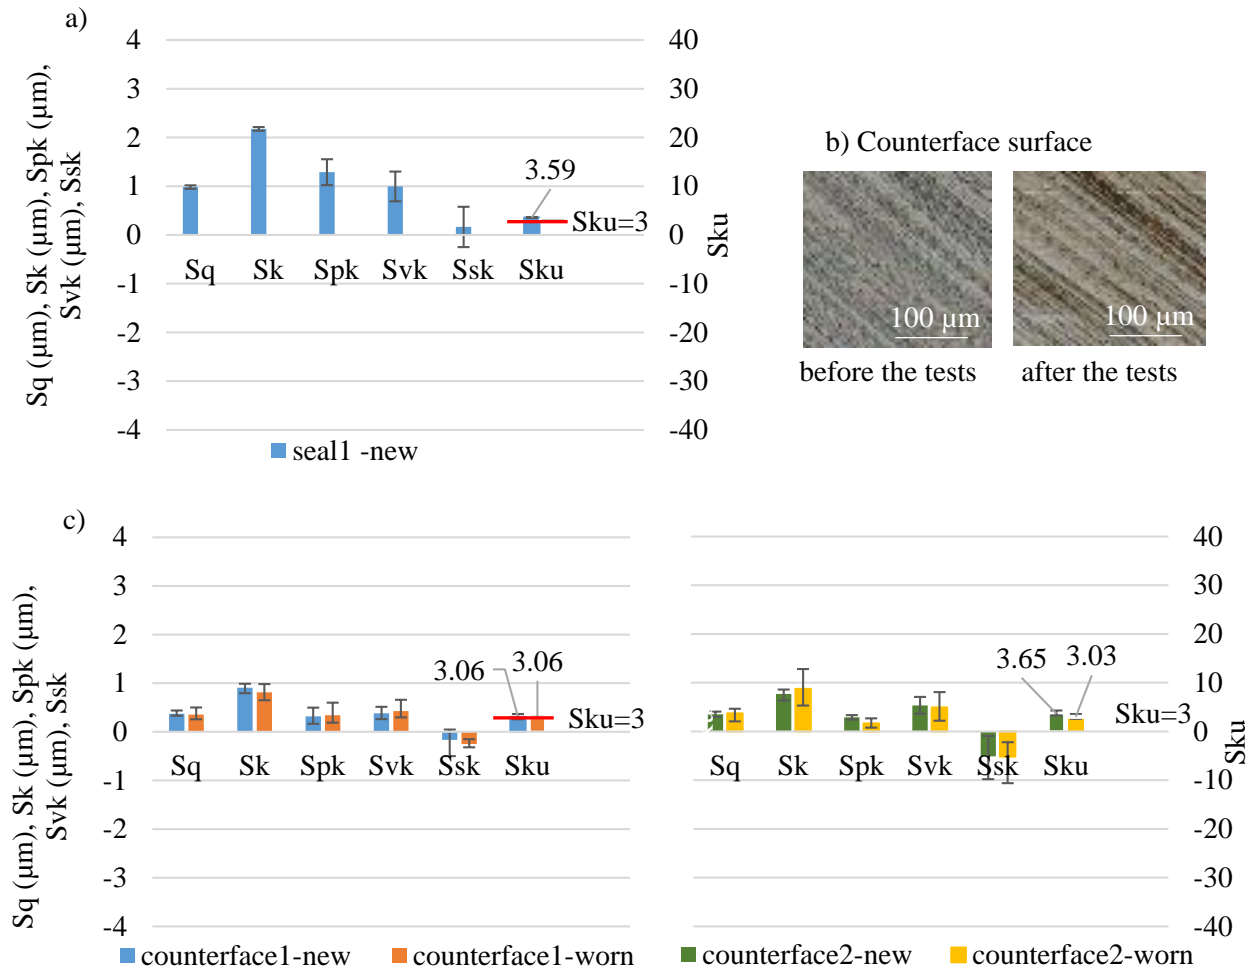 a)
4
3
2
1
0
-1
-2
-3
-4
Sq (µm), Sk (µm), Spk (µm),
Svk (µm), Ssk
Sq Sk Spk Svk Ssk Sku
3.59
Sku=3
40
30
20
10
0
-10
-20
-30
-40
Sku
seal1 -new
b) Counterface surface
100 µm
100 µm
before the tests
after the tests
c)
4
3
2
1
0
-1
-2
-3
-4
Sq (µm), Sk (µm), Spk (µm),
Svk (µm), Ssk
Sq Sk Spk Svk Ssk Sku
3.06
3.06
Sku=3
counterface1-new
counterface1-worn
Sq Sk Spk Svk Ssk Sku
3.65
3.03
Sku=3
40
30
20
10
0
-10
-20
-30
-40
Sku
counterface2-new
counterface2-worn